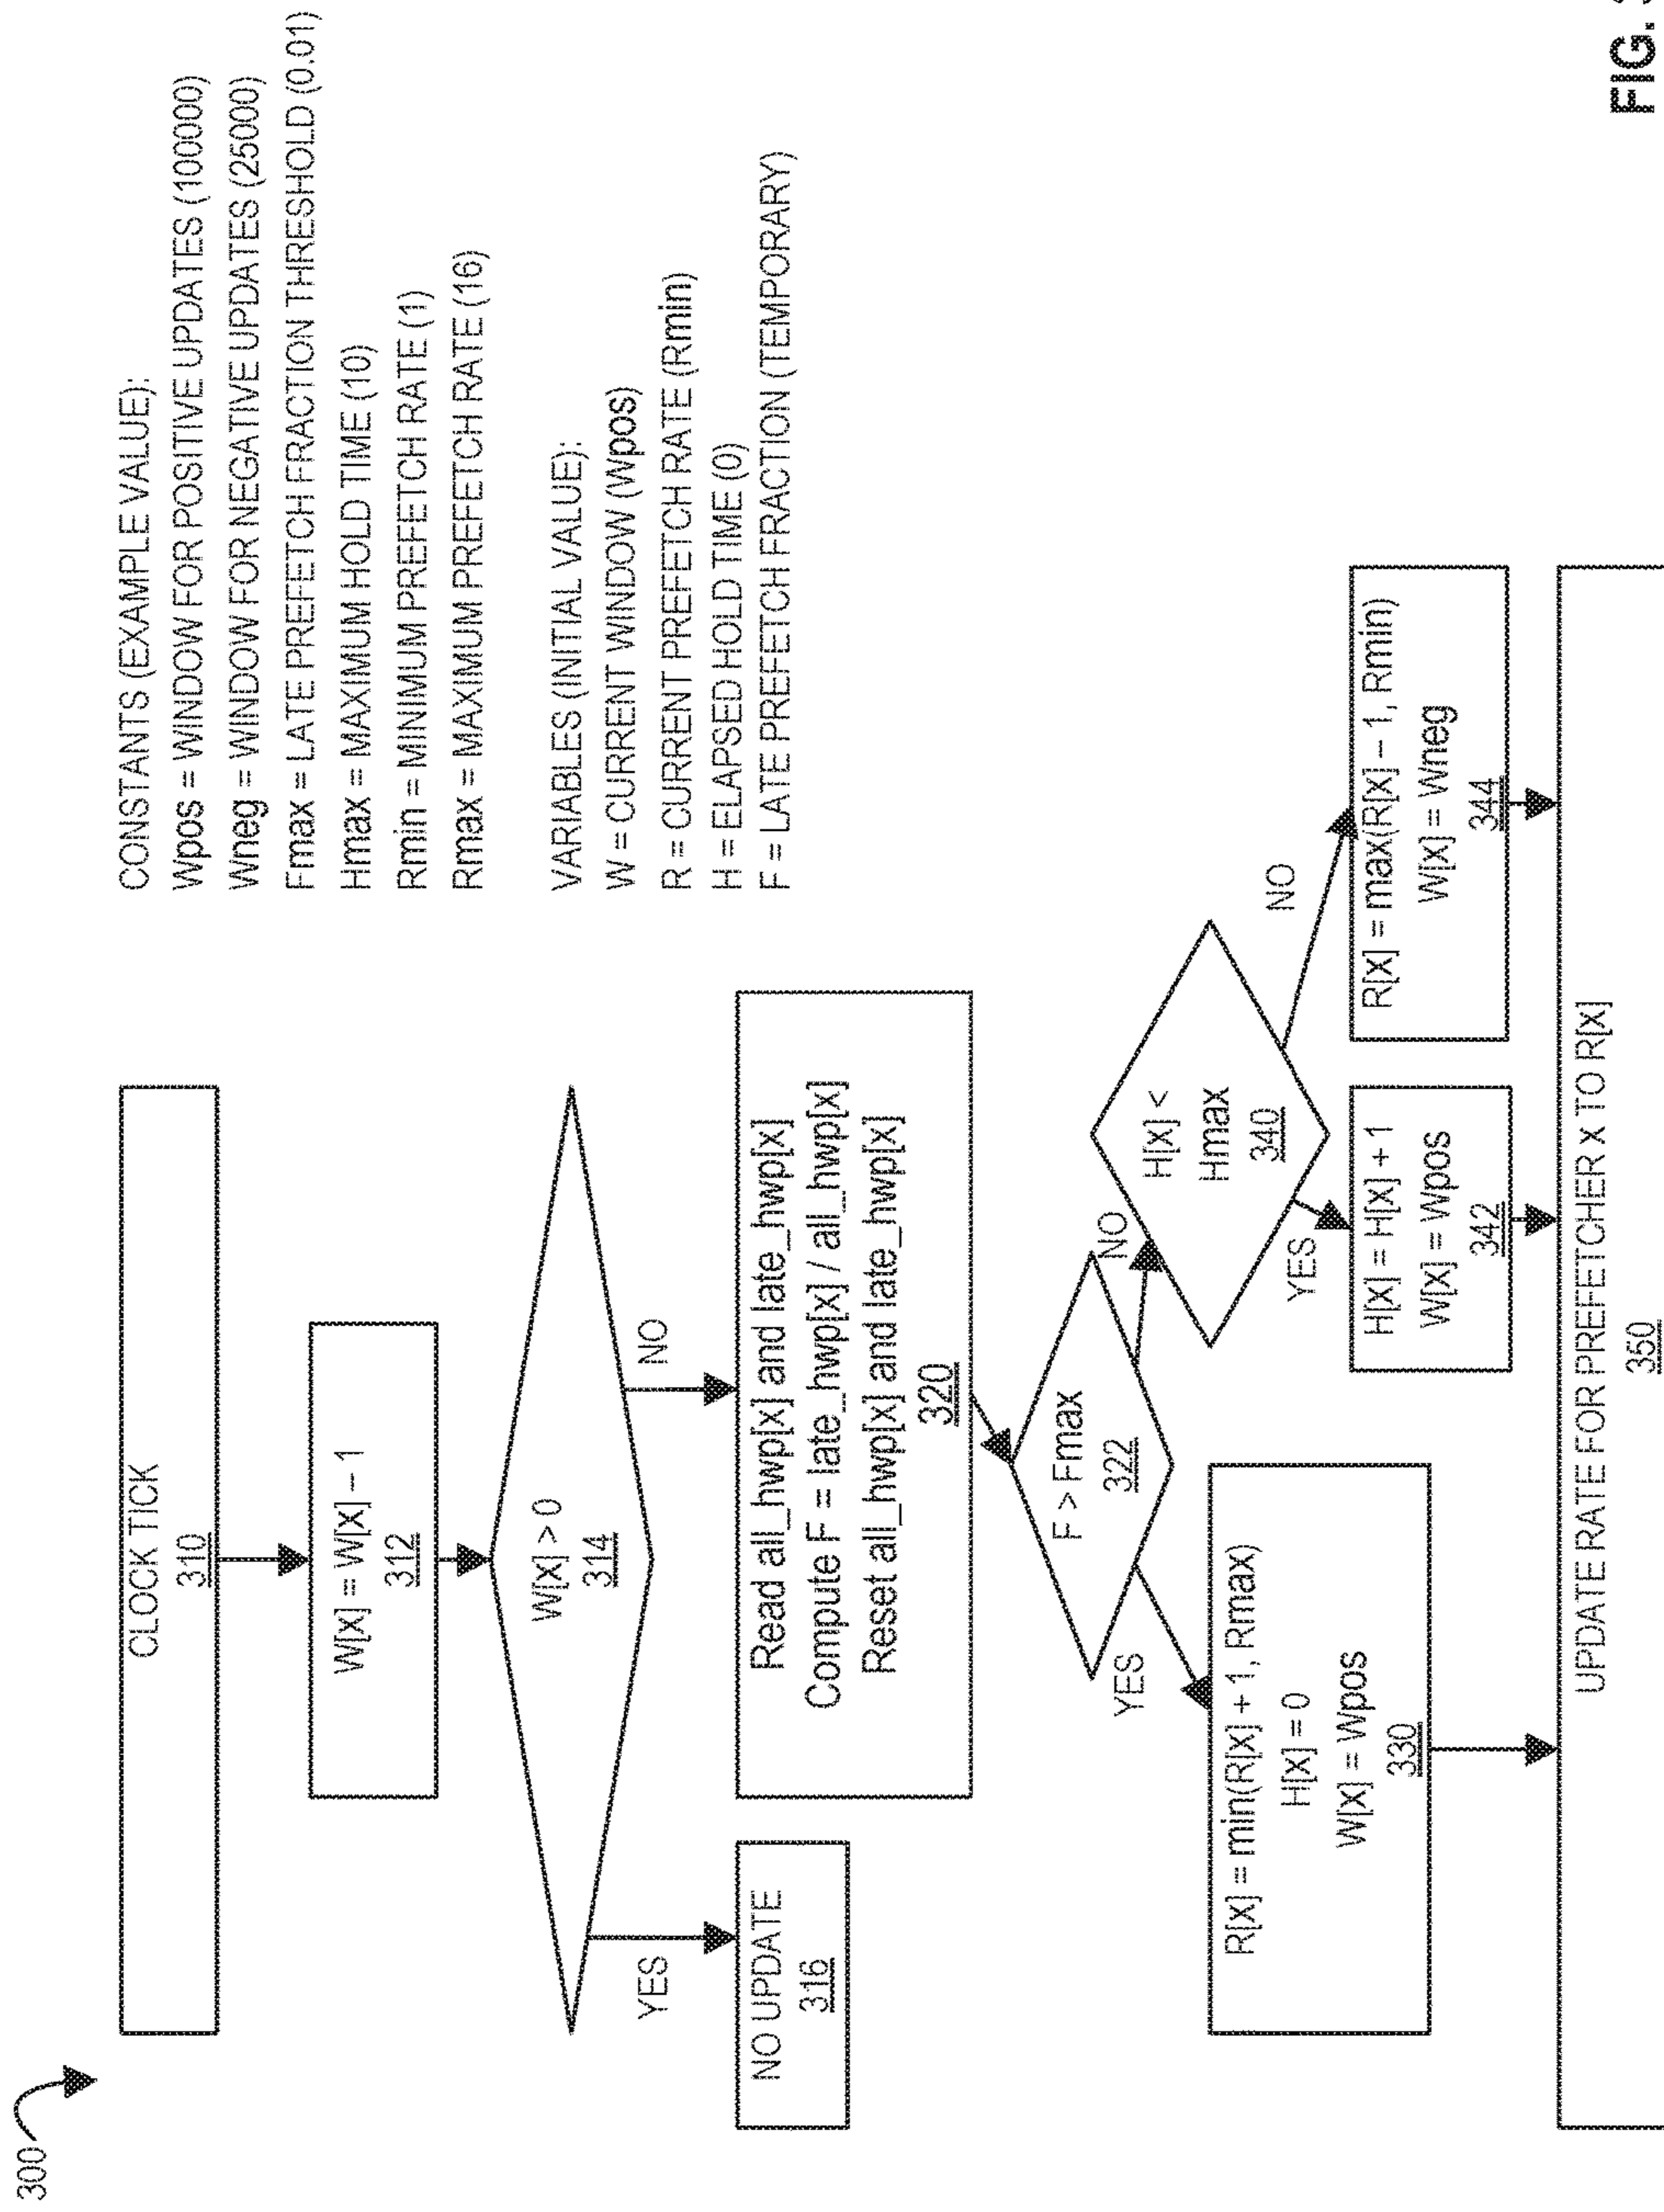 300
CLOCK TICK
310
W[x] = W[x] – 1
312
W[x] > 0
314
YES
NO
NO UPDATE
316
Read all_hwp[x] and late_hwp[x]
Compute F = late_hwp[x] / all_hwp[x]
Reset all_hwp[x] and late_hwp[x]
320
F > Fmax
322
YES
NO
R[x] = min(R[x] + 1, Rmax)
H[x] = 0
W[x] = Wpos
330
H[x] <
Hmax
340
YES
NO
H[x] = H[x] + 1
W[x] = Wpos
342
R[x] = max(R[x] – 1, Rmin)
W[x] = Wneg
344
UPDATE RATE FOR PREFETCHER X TO R[x]
350
CONSTANTS (EXAMPLE VALUE):
Wpos = WINDOW FOR POSITIVE UPDATES (100000)
Wneg = WINDOW FOR NEGATIVE UPDATES (25000)
Fmax = LATE PREFETCH FRACTION THRESHOLD (0.01)
Hmax = MAXIMUM HOLD TIME (10)
Rmin = MINIMUM PREFETCH RATE (1)
Rmax = MAXIMUM PREFETCH RATE (16)
VARIABLES (INITIAL VALUE):
W = CURRENT WINDOW (Wpos)
R = CURRENT PREFETCH RATE (Rmin)
H = ELAPSED HOLD TIME (0)
F = LATE PREFETCH FRACTION (TEMPORARY)
FIG.